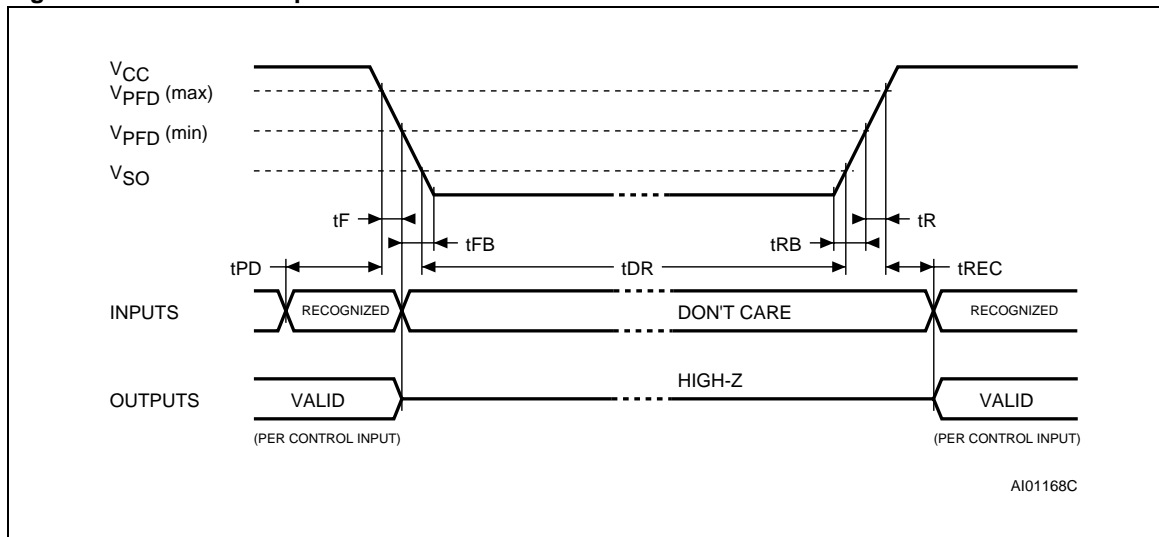 VCC
VPFD (max)
VPFD (min)
VSO
tF
tFB
tR
tRB
tPD
tDR
tREC
INPUTS
RECOGNIZED
DON'T CARE
RECOGNIZED
HIGH-Z
OUTPUTS
VALID
VALID
(PER CONTROL INPUT)
(PER CONTROL INPUT)
AI01168C